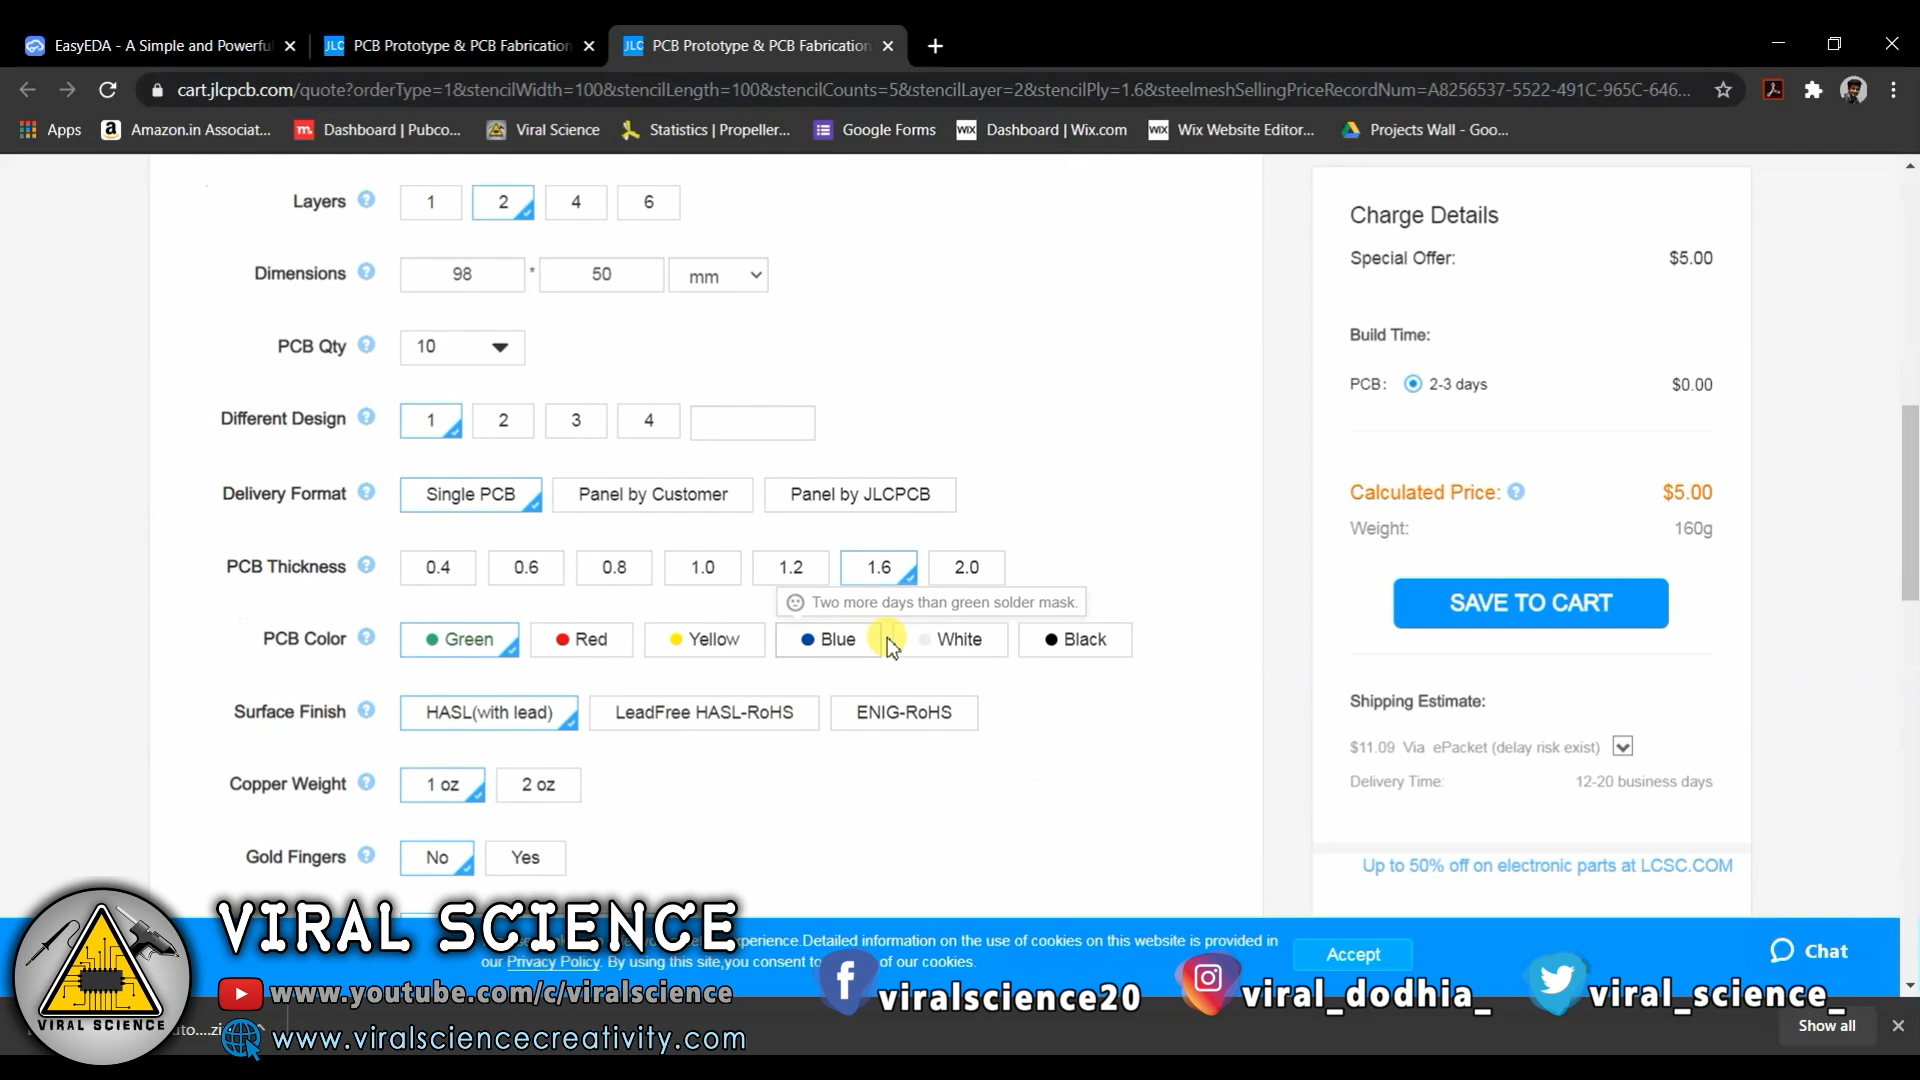 EasyEDA - A Simple and Powerfu
PCB Prototype & PCB Fabrication
PCB Prototype & PCB Fabrication
cart.jlcpcb.com/quote?orderType=1&stencilWidth=100&stencilLength=100&stencilCounts=5&stencilLayer=2&stencilPly=1.6&steelmeshSellingPriceRecordNum=A8256537-5522-491C-965C-646...
Apps Amazon.in Associat... Dashboard | Pubco... Viral Science Statistics | Propeller... Google Forms Dashboard | Wix.com Wix Website Editor... Projects Wall - Goo...
Layers ? 1 2 4 6
Dimensions ? 98 * 50 mm
PCB Qty ? 10
Different Design ? 1 2 3 4
Delivery Format ? Single PCB Panel by Customer Panel by JLCPCB
PCB Thickness ? 0.4 0.6 0.8 1.0 1.2 1.6 2.0
Two more days than green solder mask.
PCB Color ? Green Red Yellow Blue White Black
Surface Finish ? HASL(with lead) LeadFree HASL-RoHS ENIG-RoHS
Copper Weight ? 1 oz 2 oz
Gold Fingers ? No Yes
Charge Details
Special Offer: $5.00
Build Time:
PCB: 2-3 days $0.00
Calculated Price: ? $5.00
Weight: 160g
SAVE TO CART
Shipping Estimate:
$11.09 Via ePacket (delay risk exist)
Delivery Time: 12-20 business days
Up to 50% off on electronic parts at LCSC.COM
xperience.Detailed information on the use of cookies on this website is provided in
our Privacy Policy. By using this site,you consent to of our cookies.
Accept
Chat
VIRAL SCIENCE
www.youtube.com/c/viralscience
viralscience20
viral_dodhia_
viral_science_
VIRAL SCIENCE
www.viralsciencecreativity.com
uto....zi
Show all